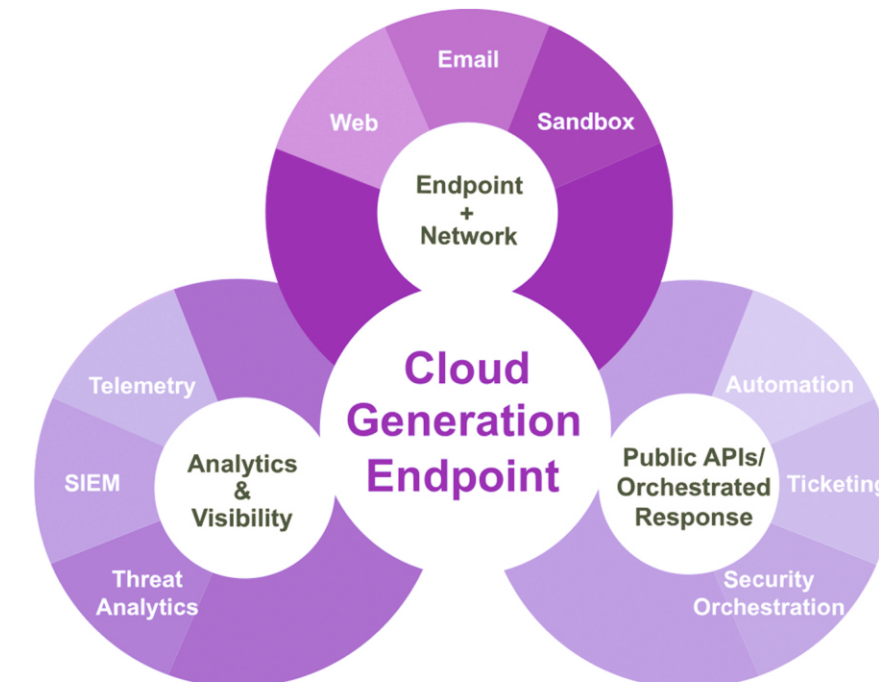 Email
Web
Sandbox
Endpoint
+
Network
Cloud
Generation
Endpoint
Telemetry
SIEM
Threat
Analytics
Analytics
&
Visibility
Public APIs/
Orchestrated
Response
Automation
Ticketing
Security
Orchestration